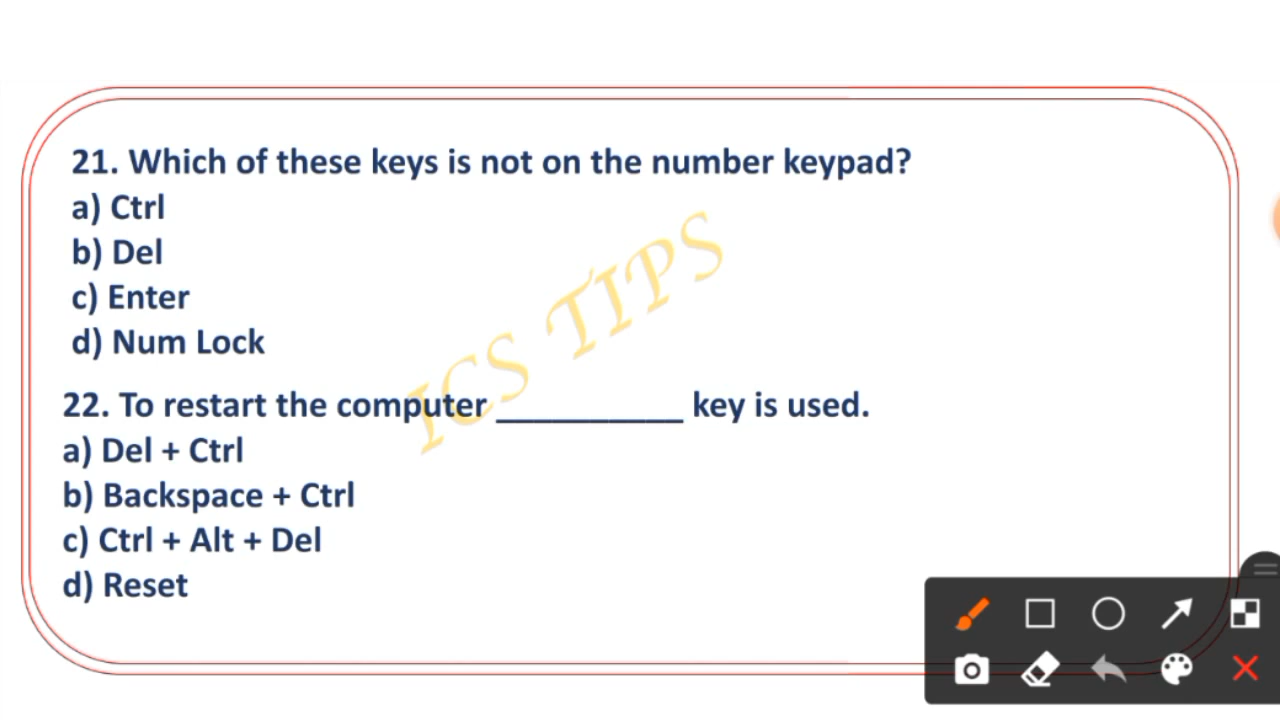 21. Which of these keys is not on the number keypad?
a) Ctrl
b) Del
c) Enter
d) Num Lock
ICS TIPS
22. To restart the computer __________ key is used.
a) Del + Ctrl
b) Backspace + Ctrl
c) Ctrl + Alt + Del
d) Reset